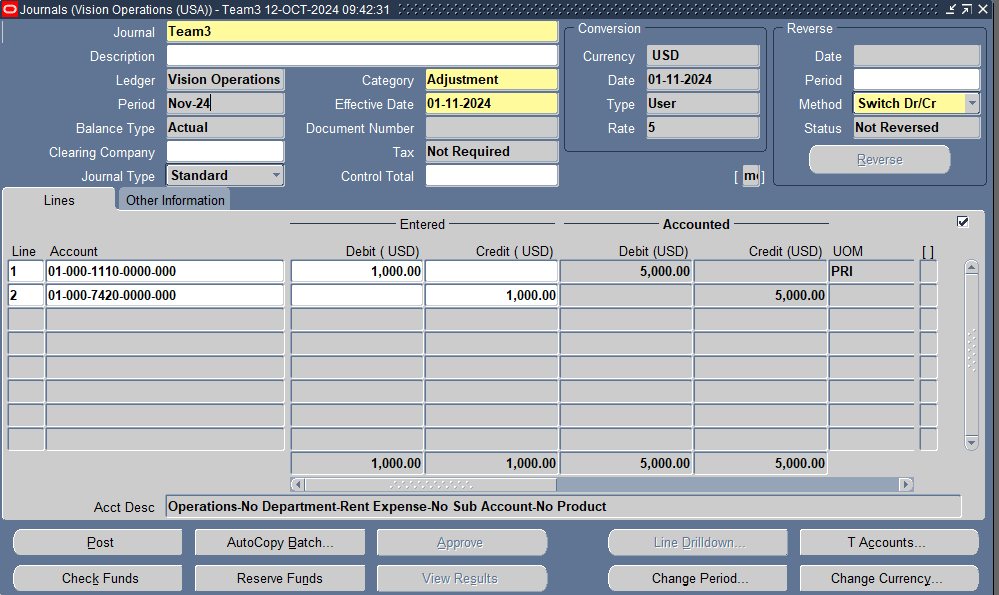 Journals (Vision Operations (USA)) - Team3 12-OCT-2024 09:42:31
Journal Team3
Description
Ledger Vision Operations Category Adjustment
Period Nov-24 Effective Date 01-11-2024
Balance Type Actual Document Number
Clearing Company Tax Not Required
Journal Type Standard Control Total
Conversion
Currency USD
Date 01-11-2024
Type User
Rate 5
Reverse
Date
Period
Method Switch Dr/Cr
Status Not Reversed
Reverse
[ ]
Lines Other Information
Entered Accounted
Line Account Debit ( USD) Credit ( USD) Debit (USD) Credit (USD) UOM [ ]
1 01-000-1110-0000-000 1,000.00 5,000.00 PRI
2 01-000-7420-0000-000 1,000.00 5,000.00
1,000.00 1,000.00 5,000.00 5,000.00
Acct Desc Operations-No Department-Rent Expense-No Sub Account-No Product
Post AutoCopy Batch... Approve Line Drilldown... T Accounts...
Check Funds Reserve Funds View Results Change Period... Change Currency...